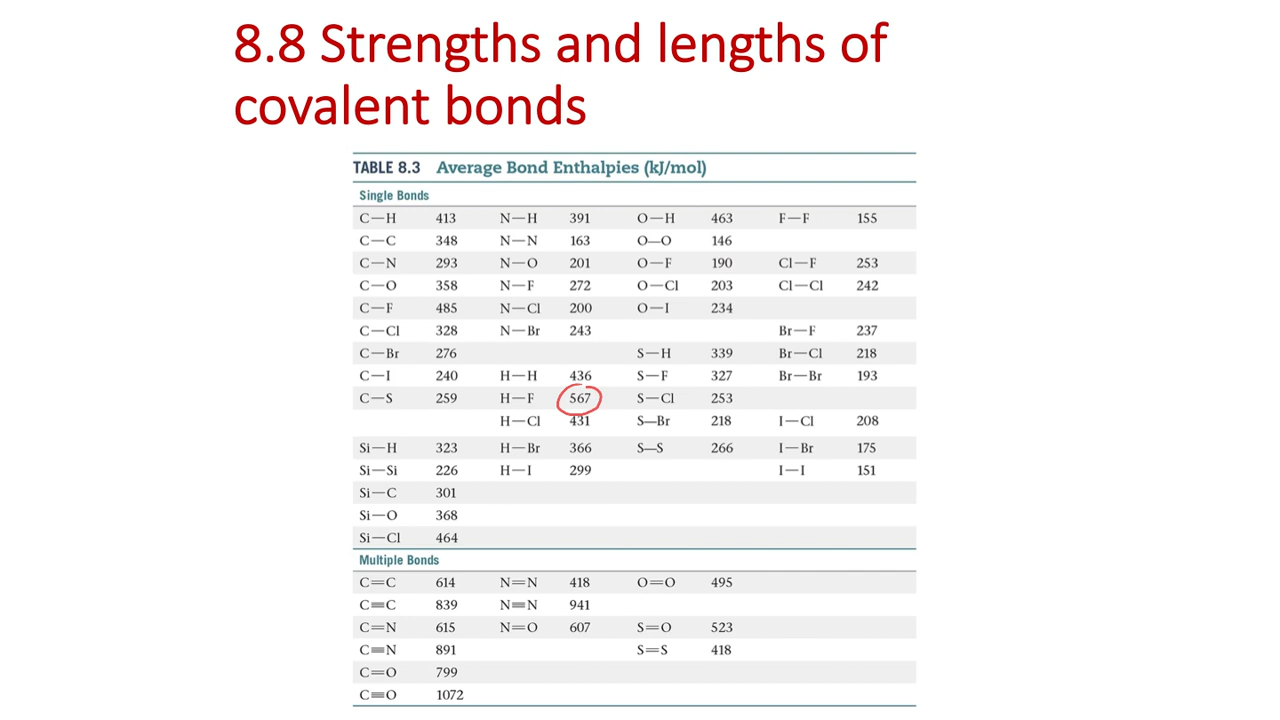 8.8 Strengths and lengths of
covalent bonds
TABLE 8.3 Average Bond Enthalpies (kJ/mol)
Single Bonds
C—H 413 N—H 391 O—H 463 F—F 155
C—C 348 N—N 163 O—O 146
C—N 293 N—O 201 O—F 190 Cl—F 253
C—O 358 N—F 272 O—Cl 203 Cl—Cl 242
C—F 485 N—Cl 200 O—I 234
C—Cl 328 N—Br 243 Br—F 237
C—Br 276 S—H 339 Br—Cl 218
C—I 240 H—H 436 S—F 327 Br—Br 193
C—S 259 H—F 567 S—Cl 253
H—Cl 431 S—Br 218 I—Cl 208
Si—H 323 H—Br 366 S—S 266 I—Br 175
Si—Si 226 H—I 299 I—I 151
Si—C 301
Si—O 368
Si—Cl 464
Multiple Bonds
C=C 614 N=N 418 O=O 495
C≡C 839 N≡N 941
C=N 615 N=O 607 S=O 523
C≡N 891 S=S 418
C=O 799
C≡O 1072